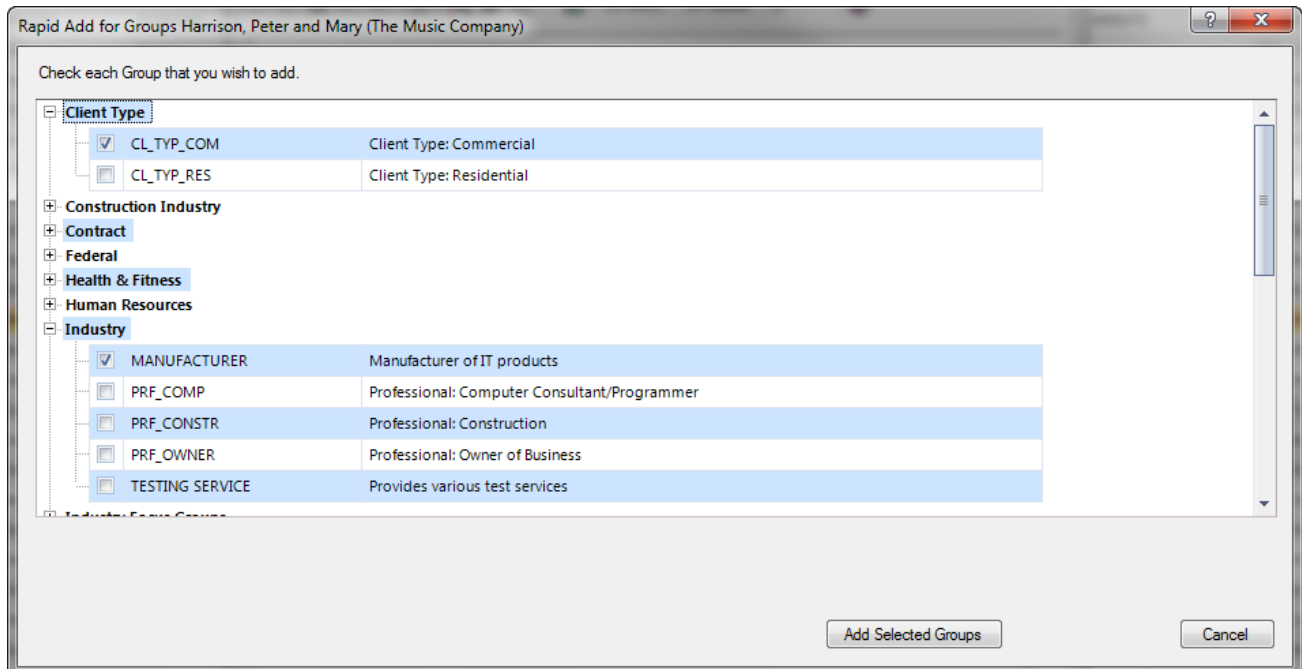 Rapid Add for Groups Harrison, Peter and Mary (The Music Company)
Check each Group that you wish to add.
Client Type
CL_TYP_COM Client Type: Commercial
CL_TYP_RES Client Type: Residential
Construction Industry
Contract
Federal
Health & Fitness
Human Resources
Industry
MANUFACTURER Manufacturer of IT products
PRF_COMP Professional: Computer Consultant/Programmer
PRF_CONSTR Professional: Construction
PRF_OWNER Professional: Owner of Business
TESTING SERVICE Provides various test services
Industry Focus Groups
Add Selected Groups Cancel